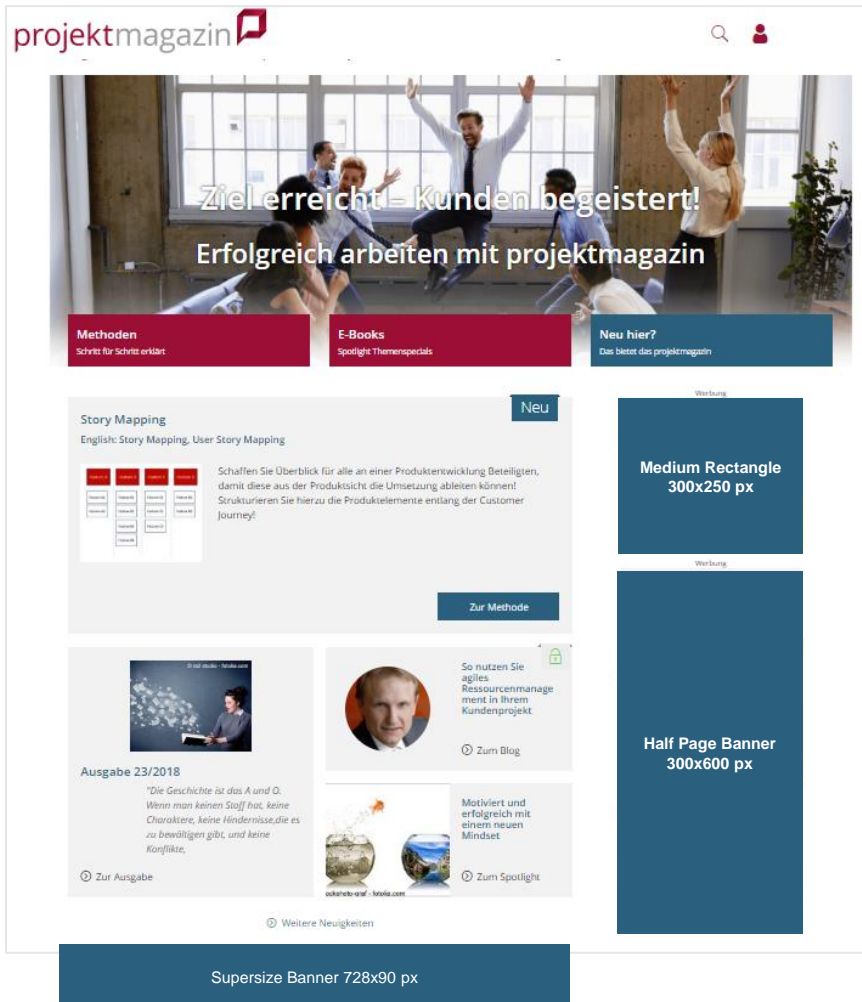 projektmagazin
Ziel erreicht – Kunden begeistert!
Erfolgreich arbeiten mit projektmagazin
Methoden
Schritt für Schritt erklärt
E-Books
Spotlight Themenspecials
Neu hier?
Das bietet das projektmagazin
Neu
Story Mapping
English: Story Mapping, User Story Mapping
Schaffen Sie Überblick für alle an einer Produktentwicklung Beteiligten,
damit diese aus der Produktsicht die Umsetzung ableiten können!
Strukturieren Sie hierzu die Produktelemente entlang der Customer
Journey!
Zur Methode
Werbung
Medium Rectangle
300x250 px
Werbung
Half Page Banner
300x600 px
Ausgabe 23/2018
"Die Geschichte ist das A und O.
Wenn man keinen Stoff hat, keine
Charaktere, keine Hindernisse,die es
zu bewältigen gibt, und keine
Konflikte,
Zur Ausgabe
So nutzen Sie
agiles
Ressourcenmanage
ment in Ihrem
Kundenprojekt
Zum Blog
Motiviert und
erfolgreich mit
einem neuen
Mindset
Zum Spotlight
Weitere Neuigkeiten
Supersize Banner 728x90 px